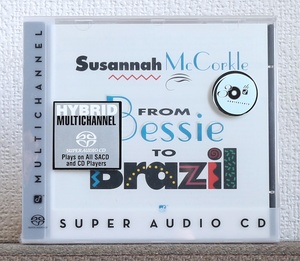 Susannah McCorkle
MULTICHANNEL
HYBRID
MULTICHANNEL
SUPER AUDIO CD
Plays on All SACD
and CD Players
FROM
Bessie
TO
Brazil
SUPER AUDIO CD